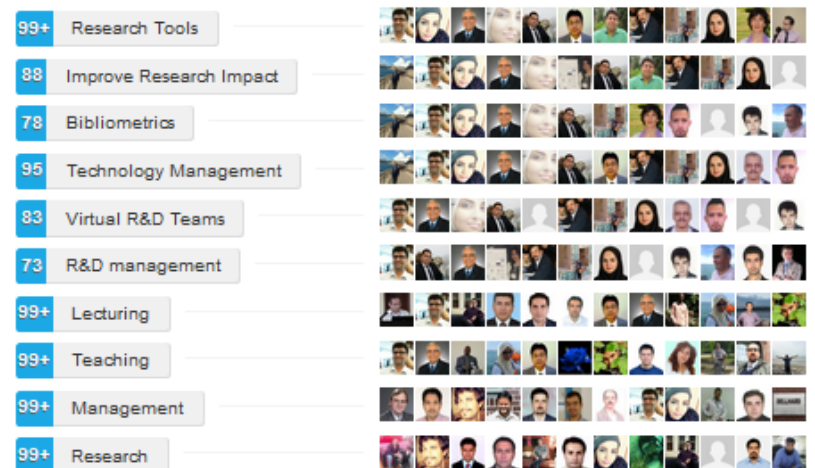 99+ Research Tools
88 Improve Research Impact
78 Bibliometrics
95 Technology Management
83 Virtual R&D Teams
73 R&D management
99+ Lecturing
99+ Teaching
99+ Management
99+ Research